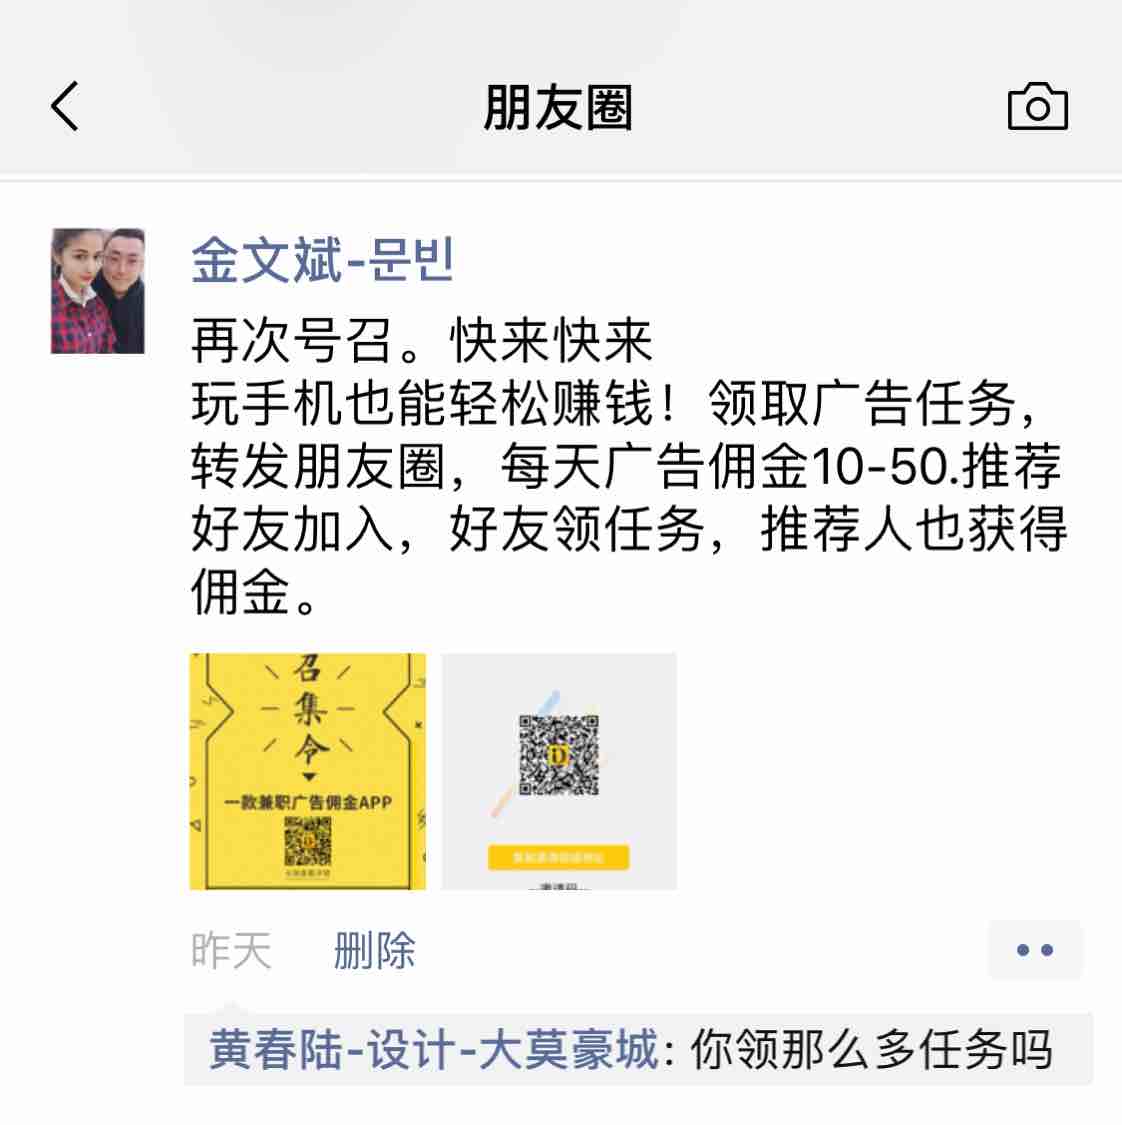 朋友圈
金文斌-문빈
再次号召。快来快来
玩手机也能轻松赚钱！领取广告任务，
转发朋友圈，每天广告佣金10-50.推荐
好友加入，好友领任务，推荐人也获得
佣金。
召
集
令
一款兼职广告佣金APP
昨天 删除
黄春陆-设计-大莫豪城: 你领那么多任务吗